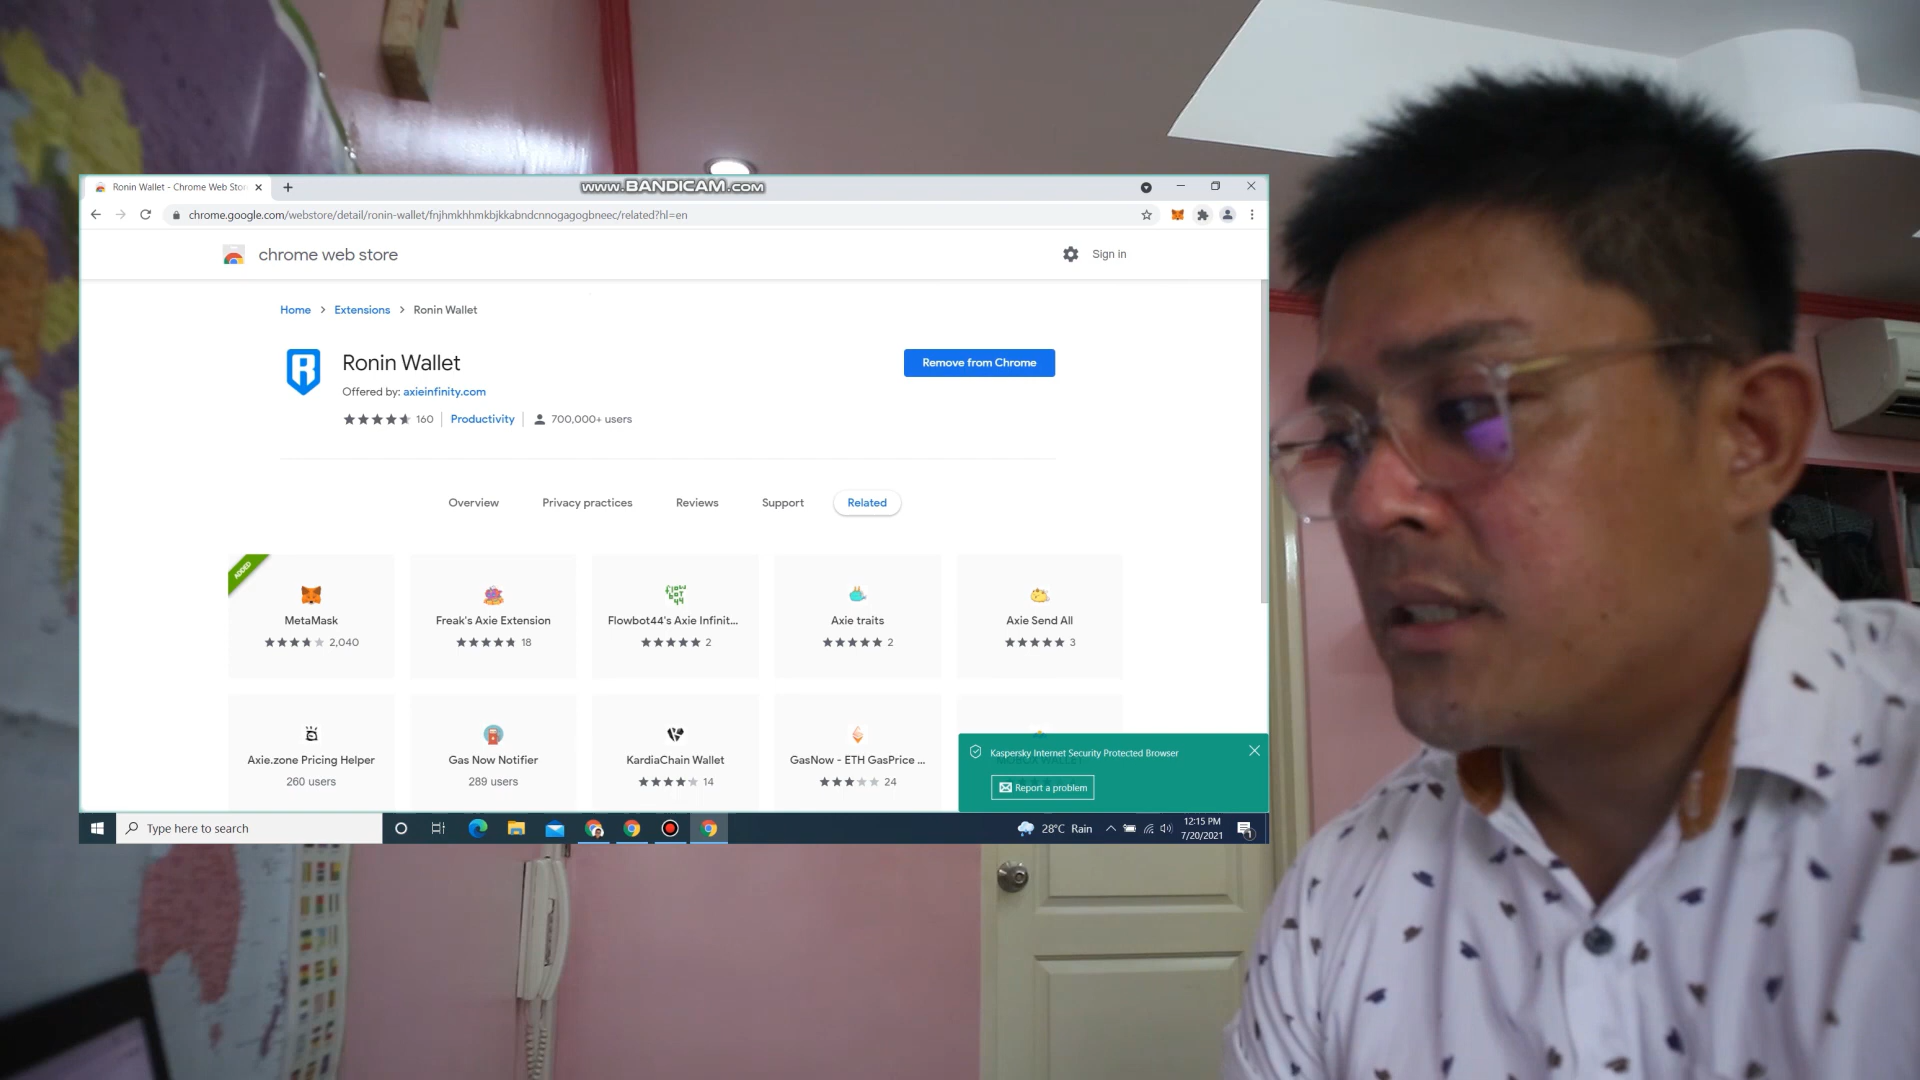 Ronin Wallet - Chrome Web Stor
www.BANDICAM.com
chrome.google.com/webstore/detail/ronin-wallet/fnjhmkhhmkbjkkabndcnnogagogbneec/related?hl=en
chrome web store
Sign in
Home > Extensions > Ronin Wallet
Ronin Wallet
Remove from Chrome
Offered by: axieinfinity.com
160
Productivity
700,000+ users
Overview
Privacy practices
Reviews
Support
Related
ADDED
MetaMask
2,040
Freak's Axie Extension
18
flow
bot
44
Flowbot44's Axie Infinit...
2
Axie traits
2
Axie Send All
3
Axie.zone Pricing Helper
260 users
Gas Now Notifier
289 users
KardiaChain Wallet
14
GasNow - ETH GasPrice ...
24
Kaspersky Internet Security Protected Browser
Report a problem
Type here to search
28°C Rain
12:15 PM
7/20/2021
1